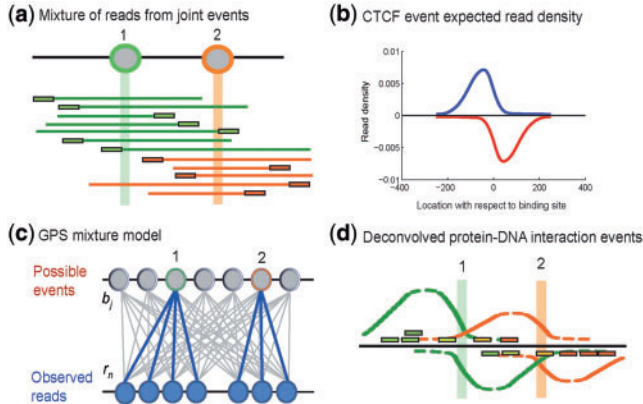 (a) Mixture of reads from joint events
1
2
(b) CTCF event expected read density
0.01
0.005
0
-0.005
-0.01
Read density
-400
-200
0
200
400
Location with respect to binding site
(c) GPS mixture model
1
2
Possible
events
bj
rn
Observed
reads
(d) Deconvolved protein-DNA interaction events
1
2